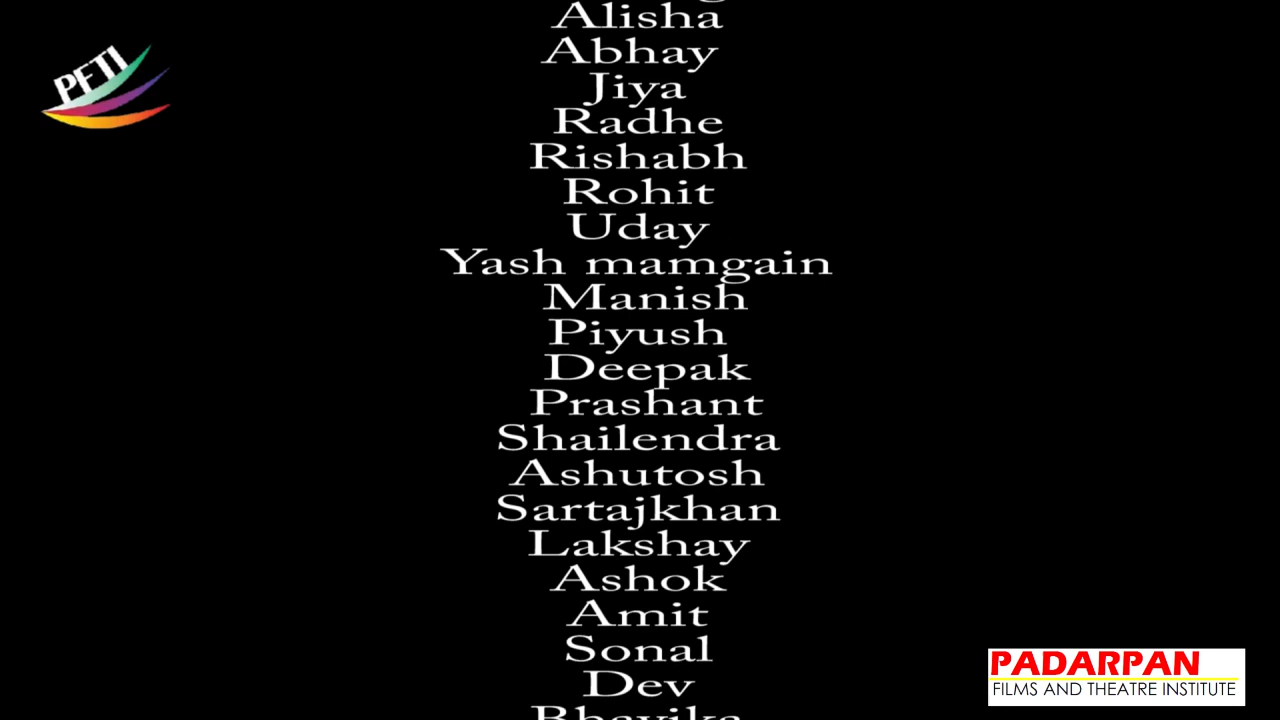 PFTI
Alisha
Abhay
Jiya
Radhe
Rishabh
Rohit
Uday
Yash mamgain
Manish
Piyush
Deepak
Prashant
Shailendra
Ashutosh
Sartajkhan
Lakshay
Ashok
Amit
Sonal
Dev
Bhavika
PADARPAN
FILMS AND THEATRE INSTITUTE